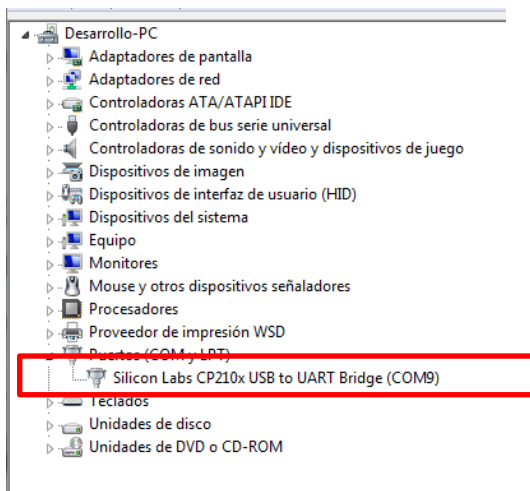 Desarrollo-PC
Adaptadores de pantalla
Adaptadores de red
Controladoras ATA/ATAPI IDE
Controladoras de bus serie universal
Controladoras de sonido y vídeo y dispositivos de juego
Dispositivos de imagen
Dispositivos de interfaz de usuario (HID)
Dispositivos del sistema
Equipo
Monitores
Mouse y otros dispositivos señaladores
Procesadores
Proveedor de impresión WSD
Puertos (COM y LPT)
Silicon Labs CP210x USB to UART Bridge (COM9)
Teclados
Unidades de disco
Unidades de DVD o CD-ROM